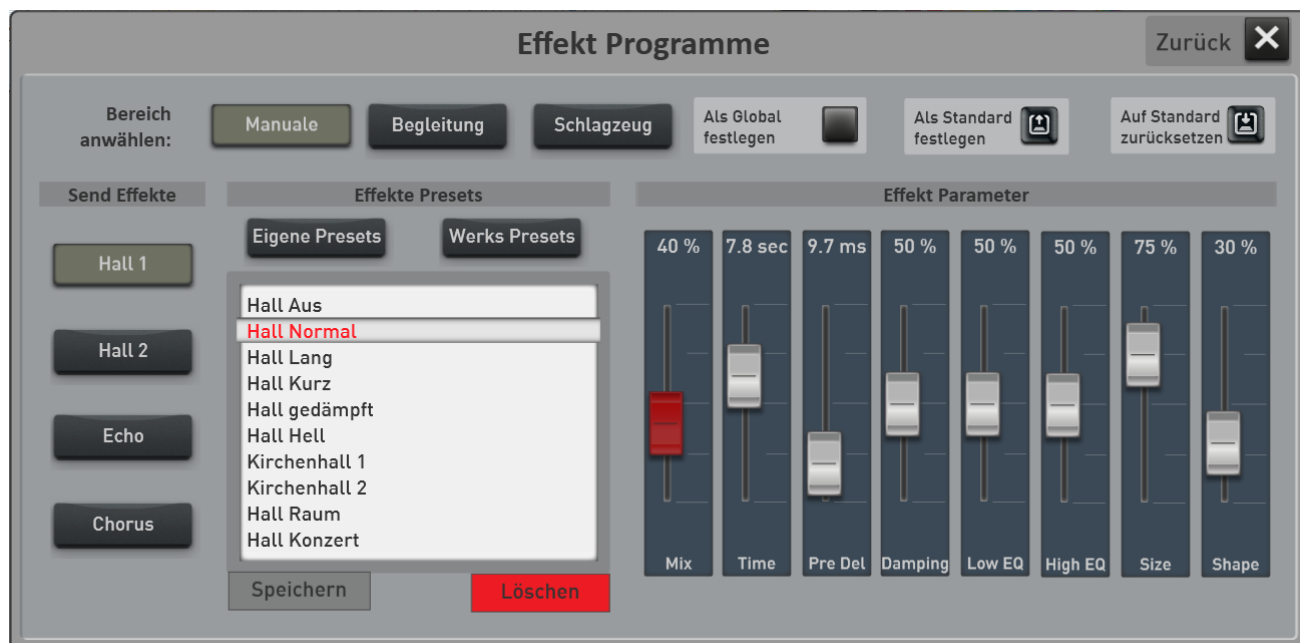 Effekt Programme
Zurück
Bereich
anwählen:
Manuale
Begleitung
Schlagzeug
Als Global
festlegen
Als Standard
festlegen
Auf Standard
zurücksetzen
Send Effekte
Effekte Presets
Effekt Parameter
Hall 1
Hall 2
Echo
Chorus
Eigene Presets
Werks Presets
Hall Aus
Hall Normal
Hall Lang
Hall Kurz
Hall gedämpft
Hall Hell
Kirchenhall 1
Kirchenhall 2
Hall Raum
Hall Konzert
Speichern
Löschen
40 %
7.8 sec
9.7 ms
50 %
50 %
50 %
75 %
30 %
Mix
Time
Pre Del
Damping
Low EQ
High EQ
Size
Shape